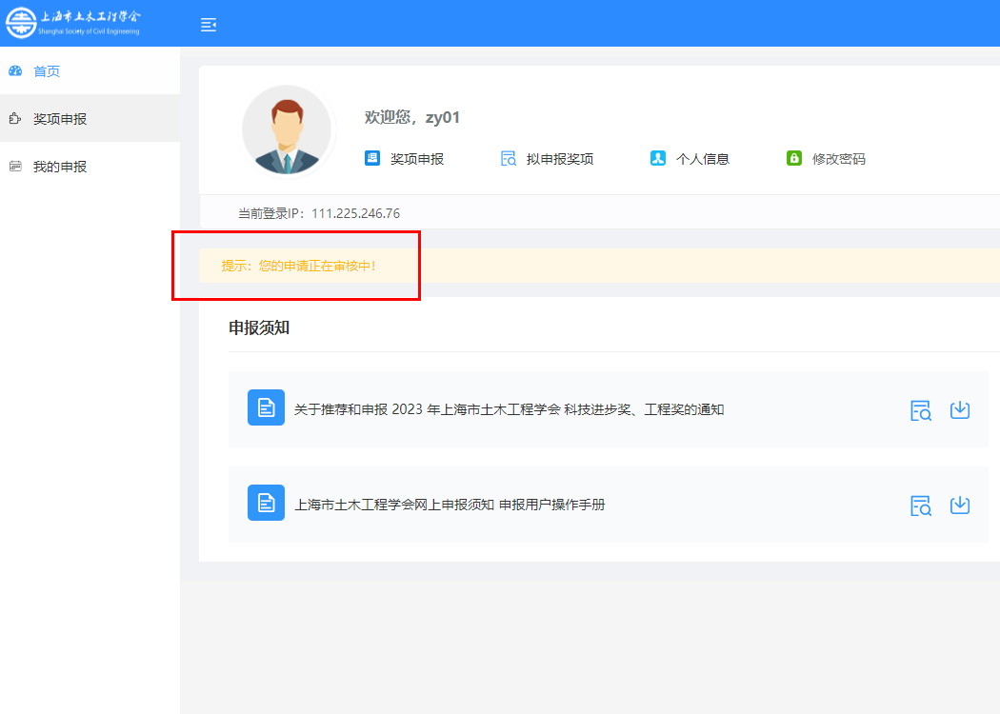 上海市土木工程学会
Shanghai Society of Civil Engineering
首页
奖项申报
我的申报
欢迎您，zy01
奖项申报
拟申报奖项
个人信息
修改密码
当前登录IP：111.225.246.76
提示：您的申请正在审核中！
申报须知
关于推荐和申报 2023 年上海市土木工程学会 科技进步奖、工程奖的通知
上海市土木工程学会网上申报须知 申报用户操作手册